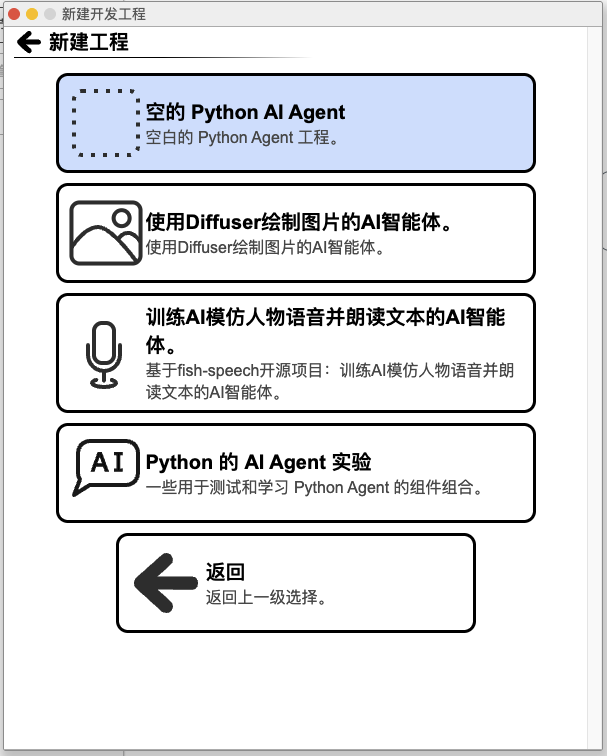 新建开发工程
新建工程
空的 Python AI Agent
空白的 Python Agent 工程。
使用Diffuser绘制图片的AI智能体。
使用Diffuser绘制图片的AI智能体。
训练AI模仿人物语音并朗读文本的AI智能
体。
基于fish-speech开源项目：训练AI模仿人物语音并朗
读文本的AI智能体。
AI
Python 的 AI Agent 实验
一些用于测试和学习 Python Agent 的组件组合。
返回
返回上一级选择。